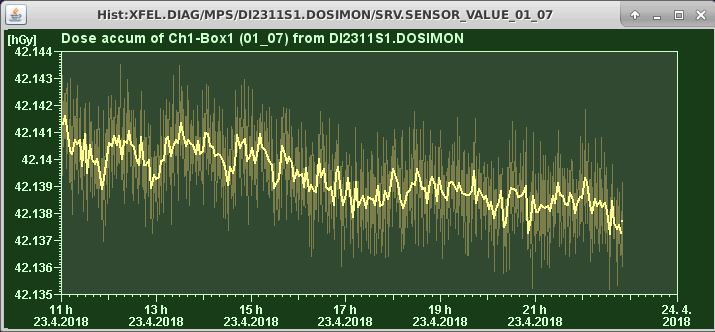 Hist:XFEL.DIAG/MPS/DI2311S1.DOSIMON/SRV.SENSOR_VALUE_01_07
[hGy] Dose accum of Ch1-Box1 (01_07) from DI2311S1.DOSIMON
42.144
42.143
42.142
42.141
42.14
42.139
42.138
42.137
42.136
42.135
11 h 13 h 15 h 17 h 19 h 21 h 24. 4.
23.4.2018 23.4.2018 23.4.2018 23.4.2018 23.4.2018 23.4.2018 2018